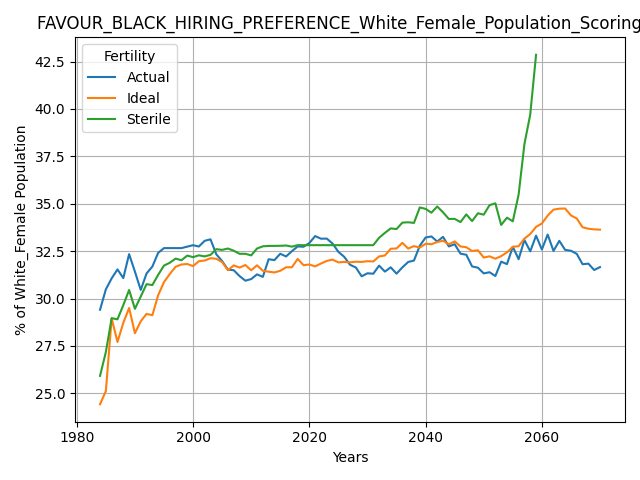 FAVOUR_BLACK_HIRING_PREFERENCE_White_Female_Population_Scoring
Fertility
Actual
Ideal
Sterile
42.5
40.0
37.5
35.0
32.5
30.0
27.5
25.0
% of White_Female Population
1980
2000
2020
2040
2060
Years